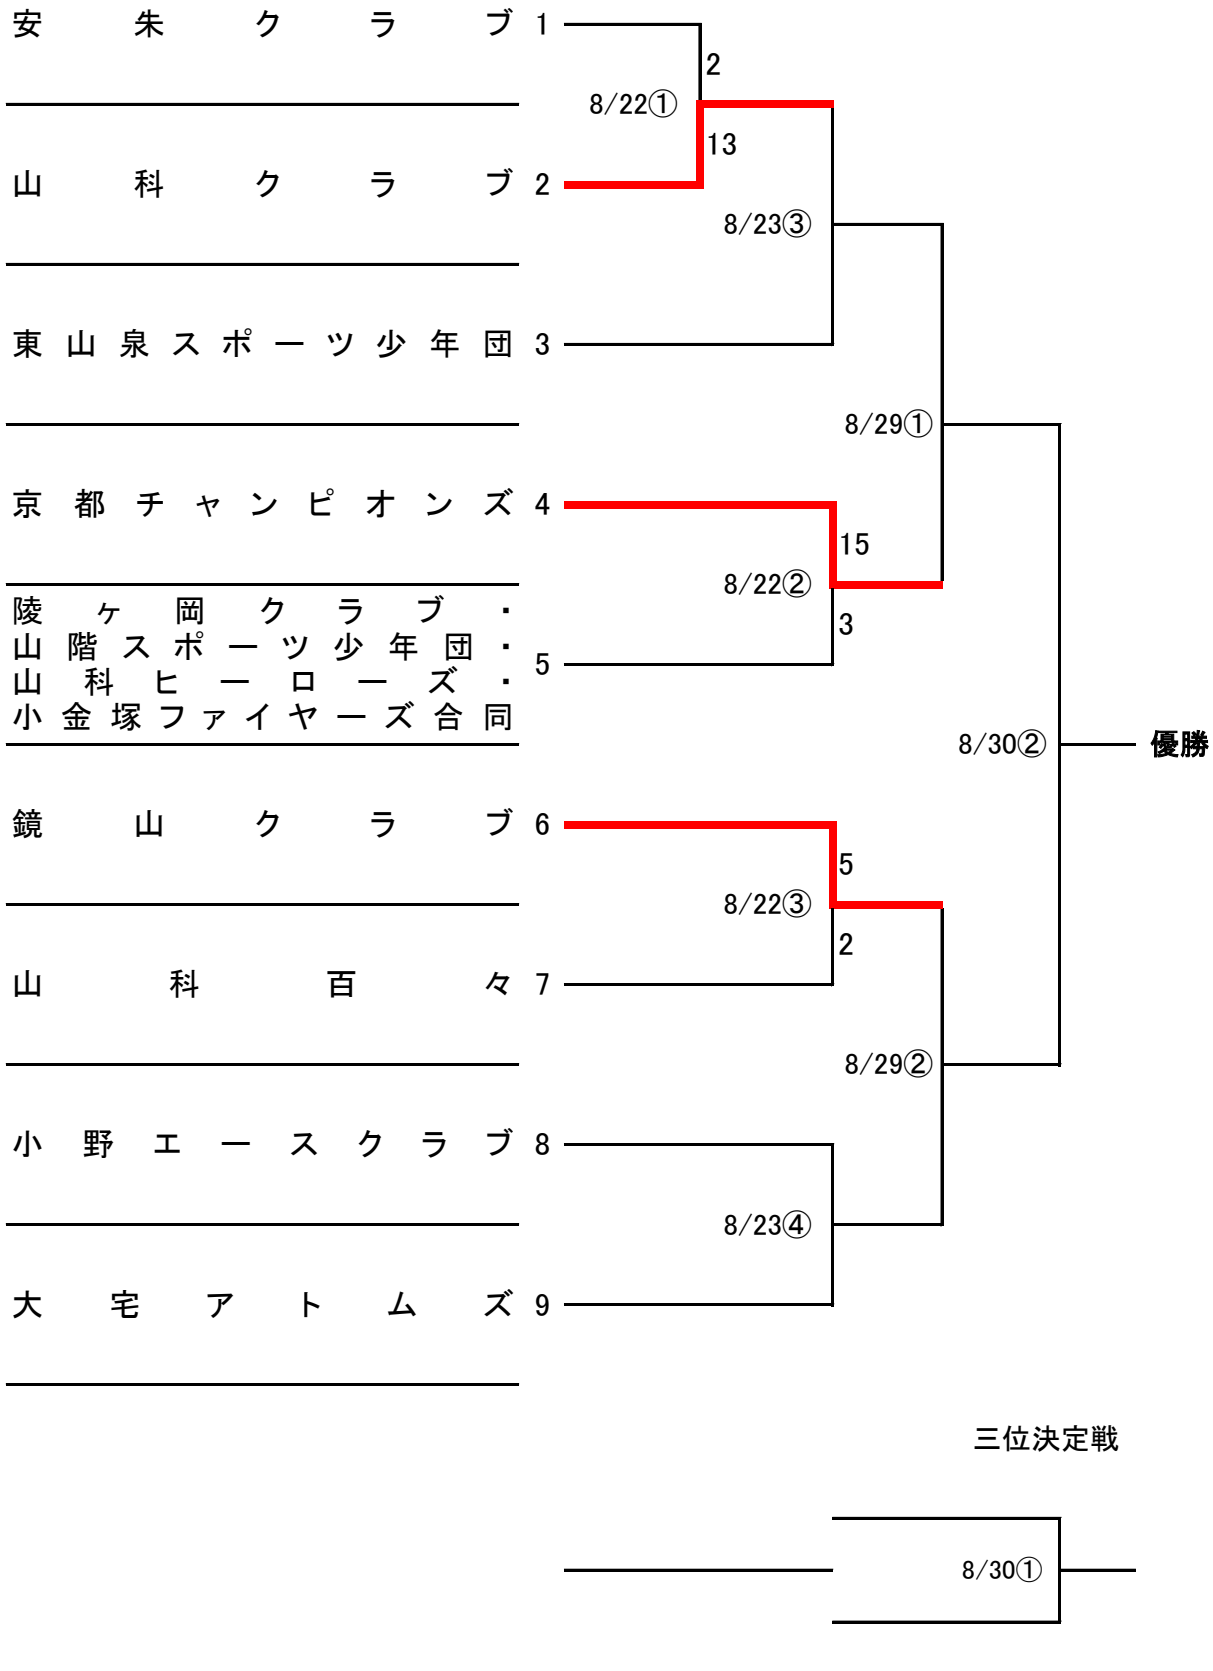 安朱クラブ 1
2
8/22①
13
山科クラブ 2
8/23③
東山泉スポーツ少年団 3
8/29①
京都チャンピオンズ 4
15
8/22②
3
陵ヶ岡クラブ・
山階スポーツ少年団・
山科ヒーローズ・
小金塚ファイヤーズ合同
5
8/30②
優勝
鏡山クラブ 6
5
8/22③
2
山科百々 7
8/29②
小野エースクラブ 8
8/23④
大宅アトムズ 9
三位決定戦
8/30①